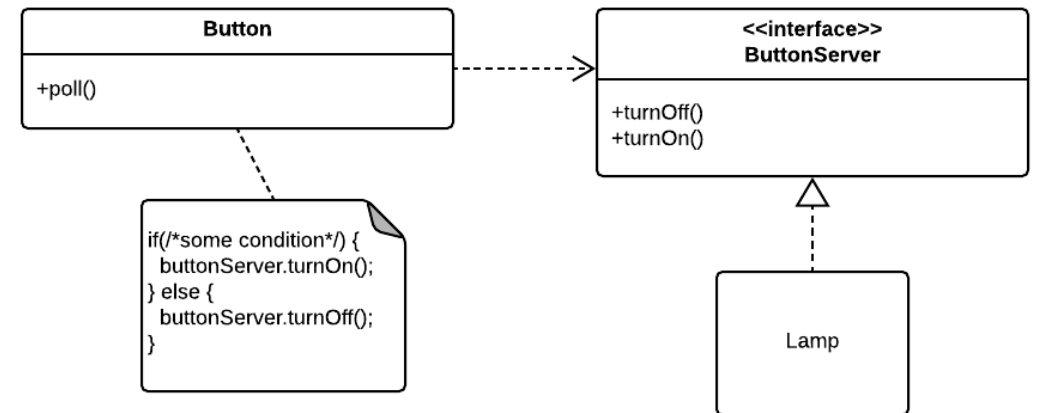 Button
+poll()
<<interface>>
ButtonServer
+turnOff()
+turnOn()
if(/*some condition*/) {
  buttonServer.turnOn();
} else {
  buttonServer.turnOff();
}
Lamp